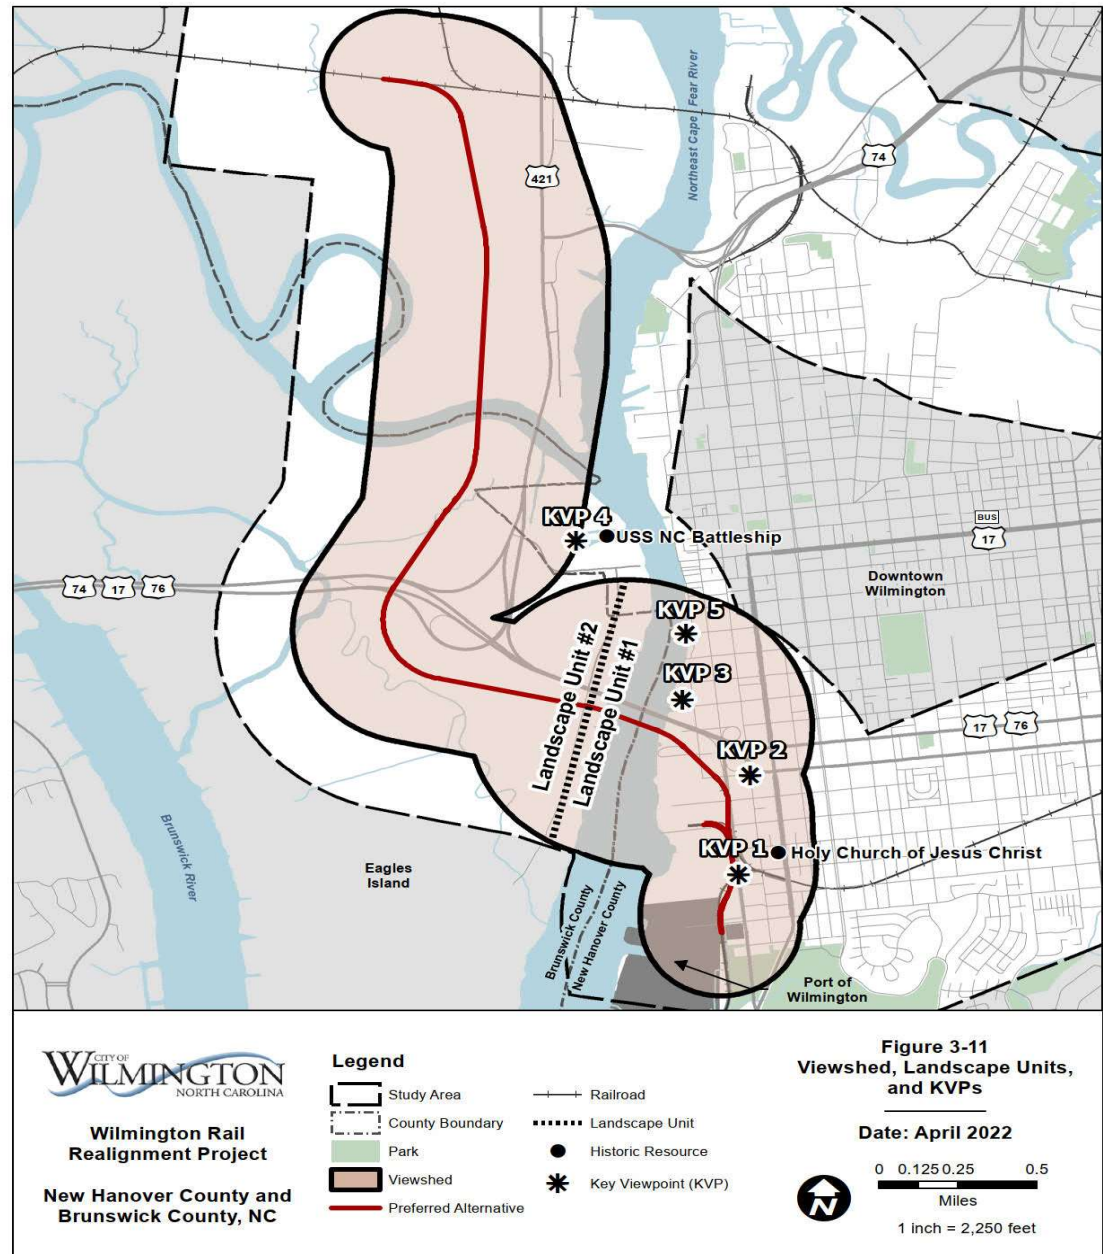 Northeast Cape Fear River
74
421
BUS
17
KVP 4
USS NC Battleship
74 17 76
Downtown
Wilmington
KVP 5
Landscape Unit #2
Landscape Unit #1
KVP 3
17 76
KVP 2
KVP 1
Holy Church of Jesus Christ
Brunswick River
Eagles
Island
Brunswick County
New Hanover County
Port of
Wilmington
CITY OF
WILMINGTON
NORTH CAROLINA
Wilmington Rail
Realignment Project
New Hanover County and
Brunswick County, NC
Legend
Study Area
County Boundary
Park
Viewshed
Preferred Alternative
Railroad
Landscape Unit
Historic Resource
Key Viewpoint (KVP)
Figure 3-11
Viewshed, Landscape Units,
and KVPs
Date: April 2022
N
0 0.125 0.25 0.5
Miles
1 inch = 2,250 feet